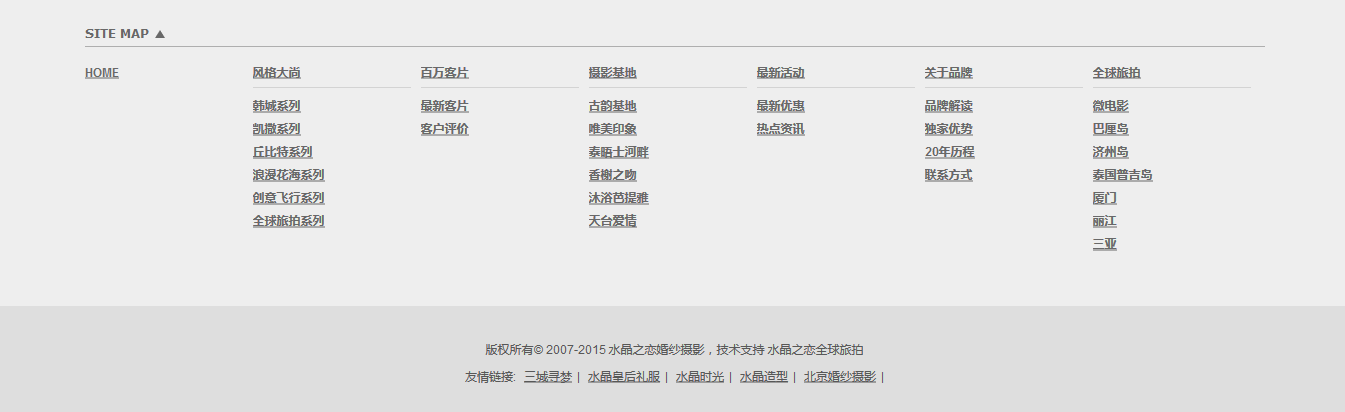 SITE MAP ▲
HOME
风格大尚
韩城系列
凯撒系列
丘比特系列
浪漫花海系列
创意飞行系列
全球旅拍系列
百万客片
最新客片
客户评价
摄影基地
古韵基地
唯美印象
泰晤士河畔
香榭之吻
沐浴芭提雅
天台爱情
最新活动
最新优惠
热点资讯
关于品牌
品牌解读
独家优势
20年历程
联系方式
全球旅拍
微电影
巴厘岛
济州岛
泰国普吉岛
厦门
丽江
三亚
版权所有© 2007-2015 水晶之恋婚纱摄影，技术支持 水晶之恋全球旅拍
友情链接: 三城寻梦 | 水晶皇后礼服 | 水晶时光 | 水晶造型 | 北京婚纱摄影 |